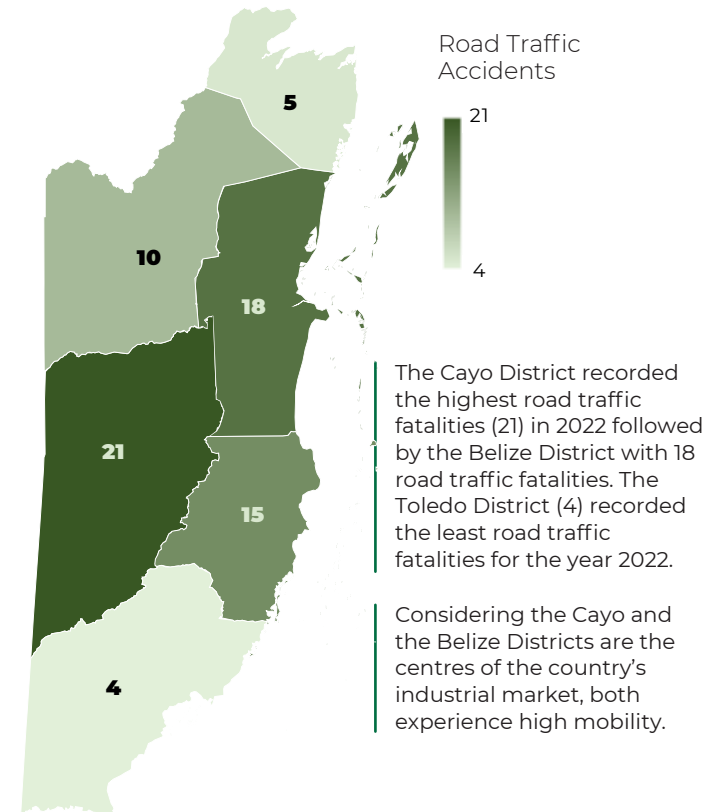 Road Traffic
Accidents
21
4
5
10
18
21
15
4
The Cayo District recorded
the highest road traffic
fatalities (21) in 2022 followed
by the Belize District with 18
road traffic fatalities. The
Toledo District (4) recorded
the least road traffic
fatalities for the year 2022.
Considering the Cayo and
the Belize Districts are the
centres of the country’s
industrial market, both
experience high mobility.